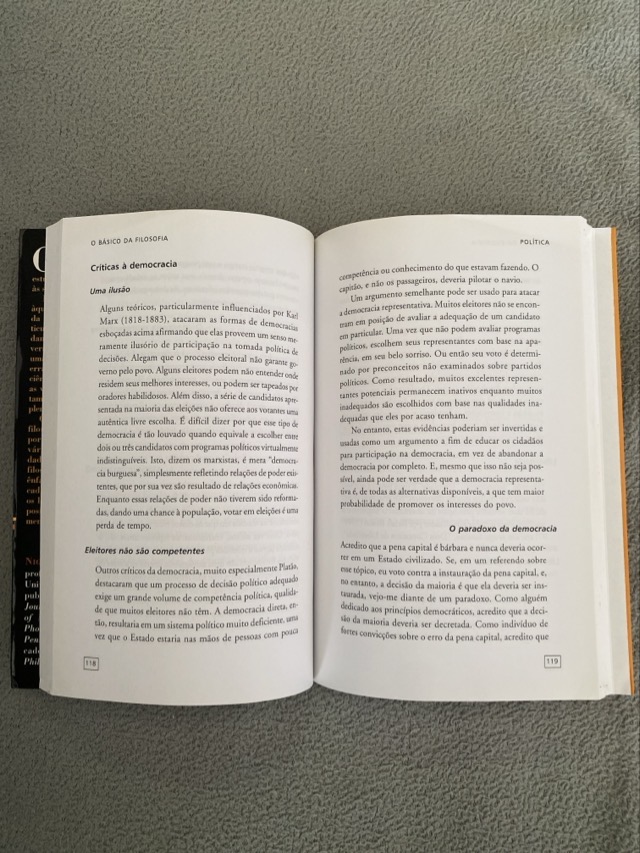 O BÁSICO DA FILOSOFIA
Críticas à democracia
Uma ilusão
Alguns teóricos, particularmente influenciados por Karl
Marx (1818-1883), atacaram as formas de democracias
esboçadas acima afirmando que elas proveem um senso me-
ramente ilusório de participação na tomada política de
decisões. Alegam que o processo eleitoral não garante go-
verno pelo povo. Alguns eleitores podem não entender onde
residem seus melhores interesses, ou podem ser tapeados por
oradores habilidosos. Além disso, a série de candidatos apre-
sentada na maioria das eleições não oferece aos votantes uma
autêntica livre escolha. É difícil dizer por que esse tipo de
democracia é tão louvado quando equivale a escolher entre
dois ou três candidatos com programas políticos virtualmente
indistinguíveis. Isto, dizem os marxistas, é mera "democra-
cia burguesa", simplesmente refletindo relações de poder exis-
tentes, que por sua vez são resultado de relações econômicas.
Enquanto essas relações de poder não tiverem sido reforma-
das, dando uma chance à população, votar em eleições é uma
perda de tempo.
Eleitores não são competentes
Outros críticos da democracia, muito especialmente Platão,
destacaram que um processo de decisão político adequado
exige um grande volume de competência política, qualida-
de que muitos eleitores não têm. A democracia direta, en-
tão, resultaria em um sistema político muito deficiente, uma
vez que o Estado estaria nas mãos de pessoas com pouca
118
POLÍTICA
competência ou conhecimento do que estavam fazendo. O
capitão, e não os passageiros, deveria pilotar o navio.
Um argumento semelhante pode ser usado para atacar
a democracia representativa. Muitos eleitores não se encon-
tram em posição de avaliar a adequação de um candidato
em particular. Uma vez que não podem avaliar programas
políticos, escolhem seus representantes com base na apa-
rência, em seu belo sorriso. Ou então seu voto é determi-
nado por preconceitos não examinados sobre partidos
políticos. Como resultado, muitos excelentes represen-
tantes potenciais permanecem inativos enquanto muitos
inadequados são escolhidos com base nas qualidades ina-
dequadas que eles por acaso tenham.
No entanto, estas evidências poderiam ser invertidas e
usadas como um argumento a fim de educar os cidadãos
para participação na democracia, em vez de abandonar a
democracia por completo. E, mesmo que isso não seja pos-
sível, ainda pode ser verdade que a democracia representa-
tiva é, de todas as alternativas disponíveis, a que tem maior
probabilidade de promover os interesses do povo.
O paradoxo da democracia
Acredito que a pena capital é bárbara e nunca deveria ocor-
rer em um Estado civilizado. Se, em um referendo sobre
esse tópico, eu voto contra a instauração da pena capital, e,
no entanto, a decisão da maioria é que ela deveria ser ins-
taurada, vejo-me diante de um paradoxo. Como alguém
dedicado aos princípios democráticos, acredito que a deci-
são da maioria deveria ser decretada. Como indivíduo de
fortes convicções sobre o erro da pena capital, acredito que
119